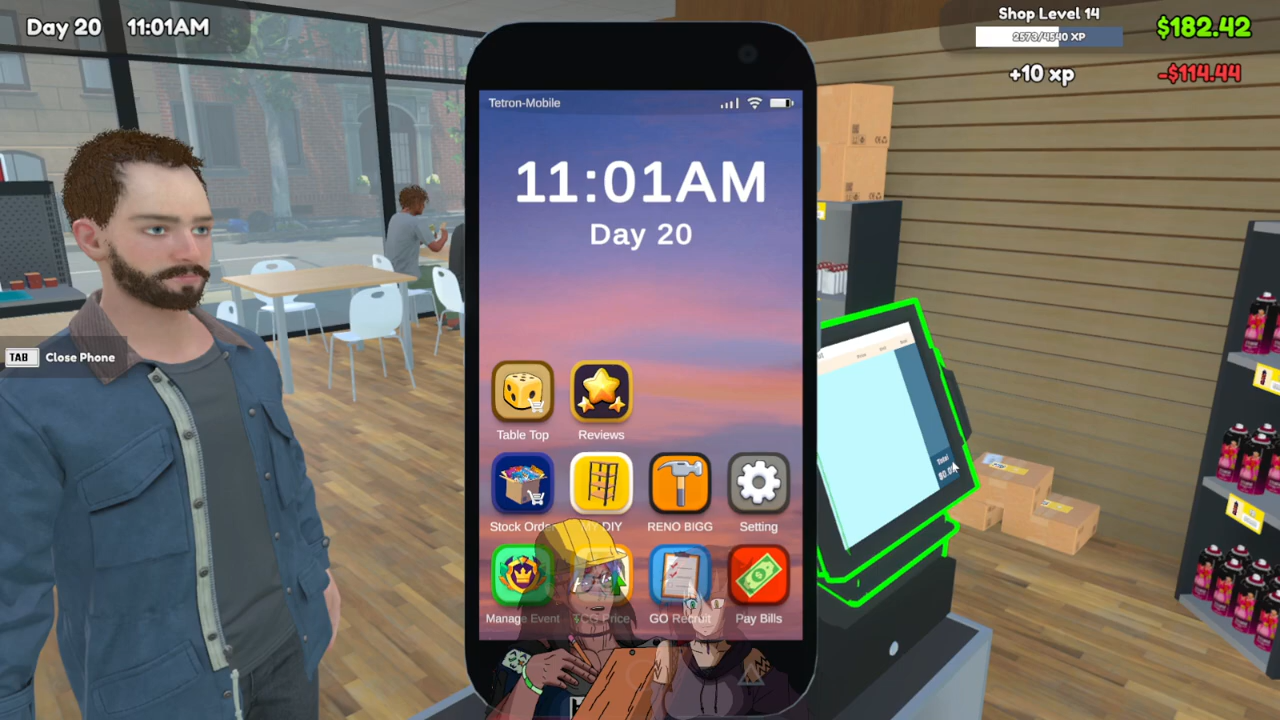 Day 20 11:01AM
Shop Level 14
2573/4540 XP
$182.42
+10 xp
-$114.44
Tetron-Mobile
11:01AM
Day 20
TAB Close Phone
Table Top
Reviews
Stock
DIY
RENO BIGG
Setting
Manage Event
Price
GO Recruit
Pay Bills
Total